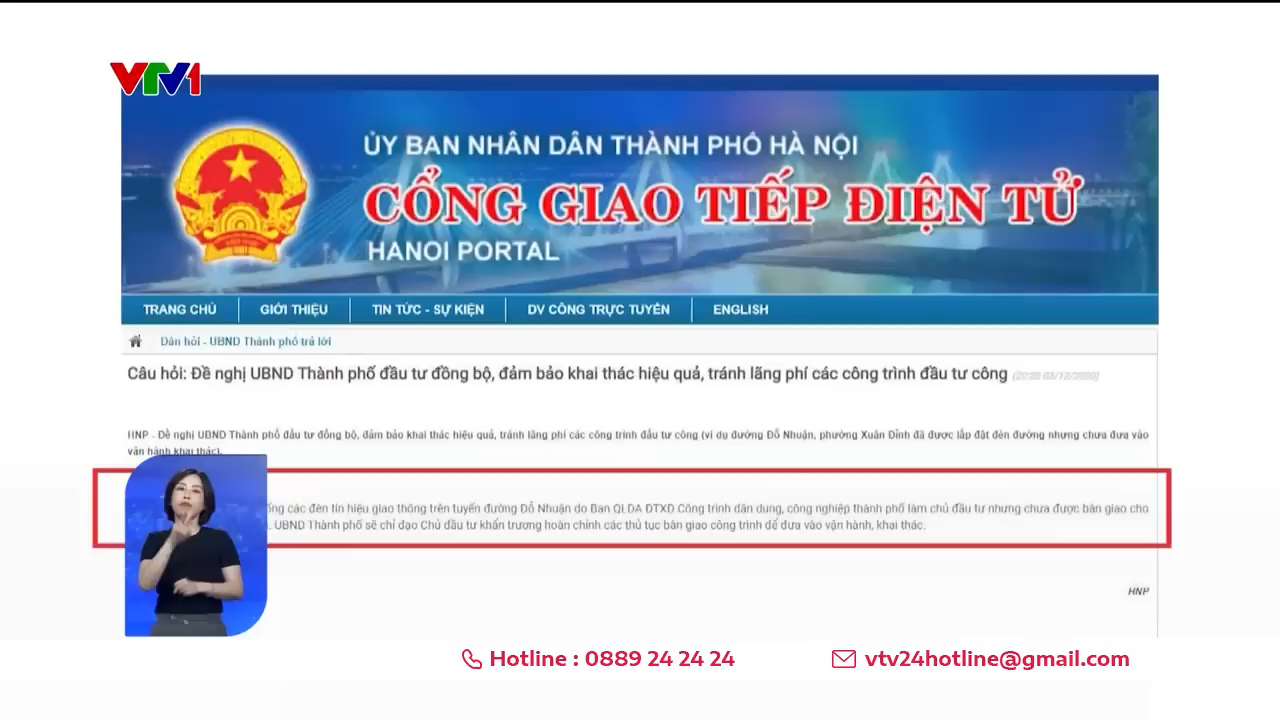 VTV1
ỦY BAN NHÂN DÂN THÀNH PHỐ HÀ NỘI
CỔNG GIAO TIẾP ĐIỆN TỬ
HANOI PORTAL
TRANG CHỦ GIỚI THIỆU TIN TỨC - SỰ KIỆN DV CÔNG TRỰC TUYẾN ENGLISH
Dân hỏi - UBND Thành phố trả lời
Câu hỏi: Đề nghị UBND Thành phố đầu tư đồng bộ, đảm bảo khai thác hiệu quả, tránh lãng phí các công trình đầu tư công
HNP - Đề nghị UBND Thành phố đầu tư đồng bộ, đảm bảo khai thác hiệu quả, tránh lãng phí các công trình đầu tư công (ví dụ đường Đỗ Nhuận, phường Xuân Đỉnh đã được lắp đặt đèn đường nhưng chưa đưa vào
vận hành khai thác).
các đèn tín hiệu giao thông trên tuyến đường Đỗ Nhuận do Ban QLDA ĐTXD Công trình dân dụng, công nghiệp thành phố làm chủ đầu tư nhưng chưa được bàn giao cho
. UBND Thành phố sẽ chỉ đạo Chủ đầu tư khẩn trương hoàn chỉnh các thủ tục bàn giao công trình để đưa vào vận hành, khai thác.
HNP
Hotline : 0889 24 24 24
vtv24hotline@gmail.com